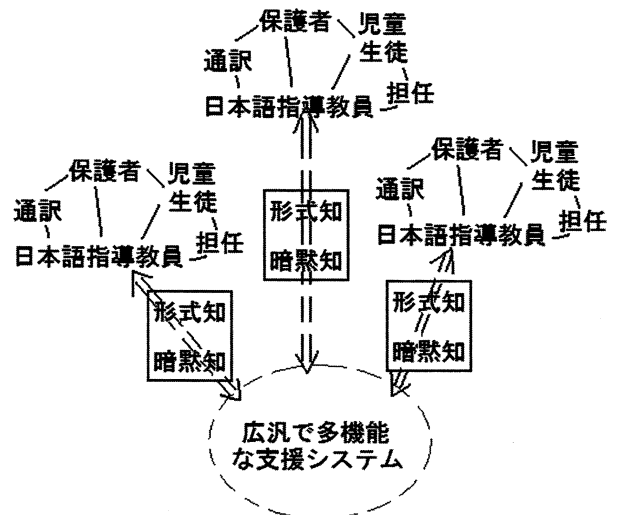 保護者
児童
生徒
通訳
日本語指導教員
担任
保護者
児童
生徒
通訳
日本語指導教員
担任
保護者
児童
生徒
通訳
日本語指導教員
担任
形式知
暗黙知
形式知
暗黙知
形式知
暗黙知
広汎で多機能
な支援システム